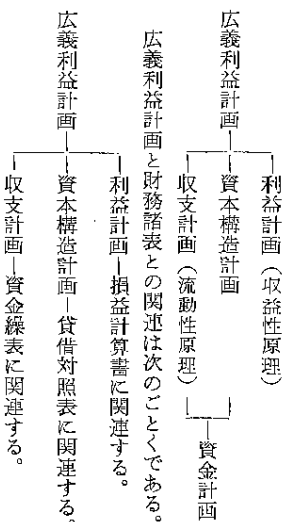 広義利益計画
利益計画(収益性原理)
資本構造計画
収支計画(流動性原理)
資金計画
広義利益計画と財務諸表との関連は次のごとくである。
広義利益計画
利益計画―損益計算書に関連する。
資本構造計画―貸借対照表に関連する。
収支計画―資金繰表に関連する。